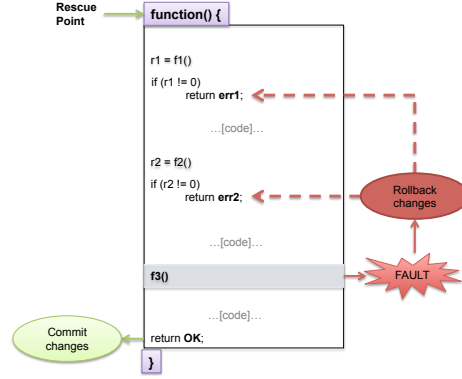 Rescue
Point
function() {
r1 = f1()
if (r1 != 0)
return err1;
...[code]...
r2 = f2()
if (r2 != 0)
return err2;
Rollback
changes
...[code]...
f3()
FAULT
...[code]...
Commit
changes
return OK;
}